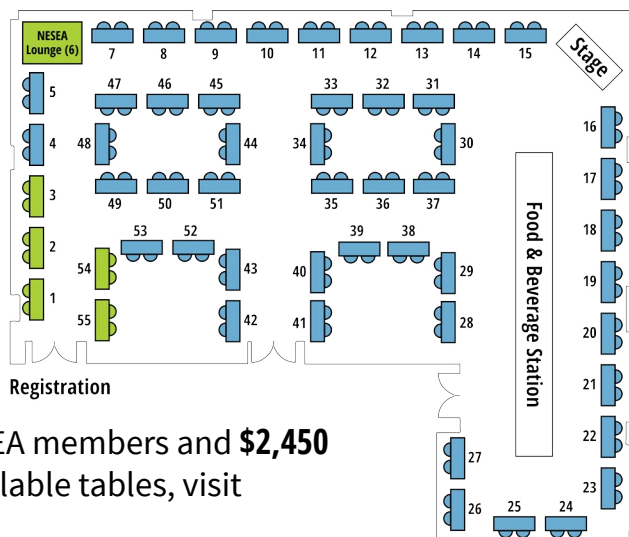 NESEA
Lounge (6)
7 8 9 10 11 12 13 14 15
Stage
5
4
3
2
1
47 46 45
48 44
49 50 51
33 32 31
34 30
35 36 37
53 52
54 43
55 42
39 38
40 29
41 28
16
17
18
19
20
21
22
23
Food & Beverage Station
27
26
25 24
Registration
EA members and $2,450
lable tables, visit